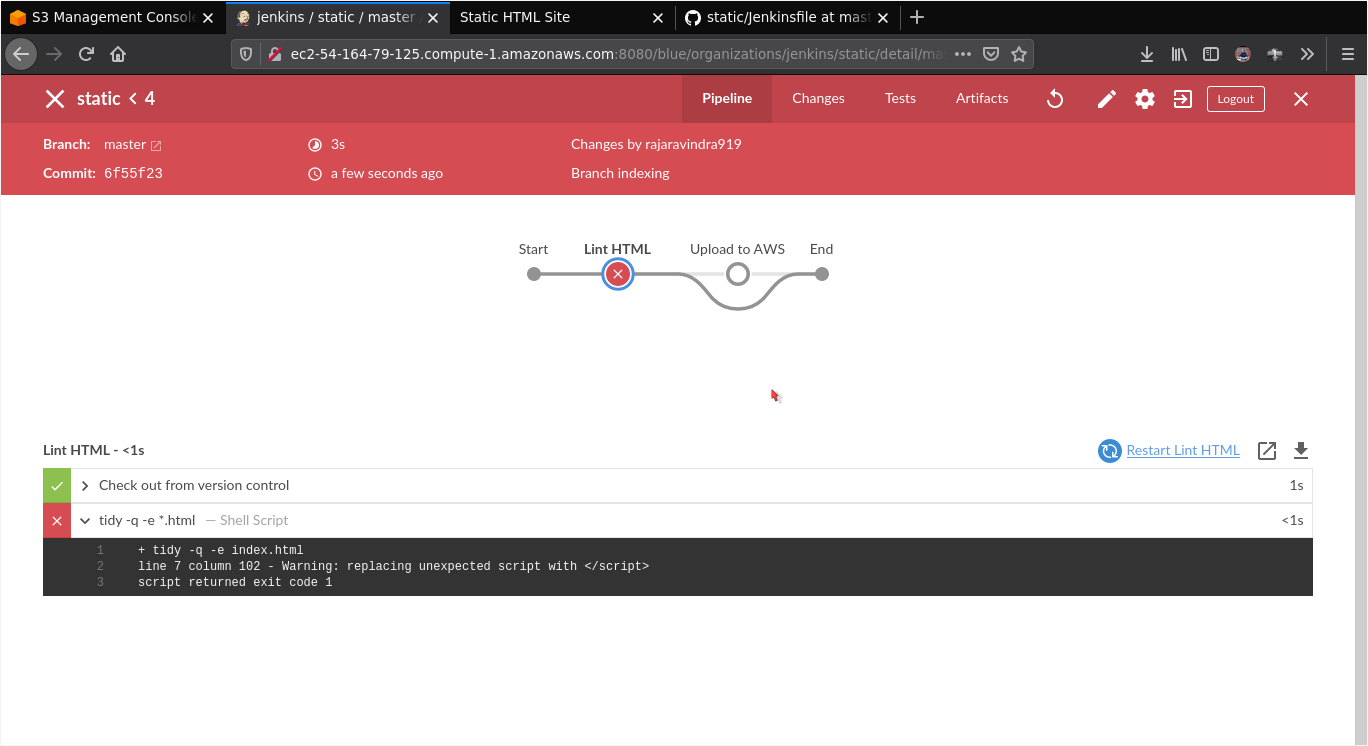 S3 Management Console
jenkins / static / master
Static HTML Site
static/Jenkinsfile at mast
ec2-54-164-79-125.compute-1.amazonaws.com:8080/blue/organizations/jenkins/static/detail/ma
static < 4
Pipeline
Changes
Tests
Artifacts
Logout
Branch: master
3s
Changes by rajaravindra919
Commit: 6f55f23
a few seconds ago
Branch indexing
Start
Lint HTML
Upload to AWS
End
Lint HTML - <1s
Restart Lint HTML
Check out from version control
1s
tidy -q -e *.html — Shell Script
<1s
1 + tidy -q -e index.html
2 line 7 column 102 - Warning: replacing unexpected script with </script>
3 script returned exit code 1